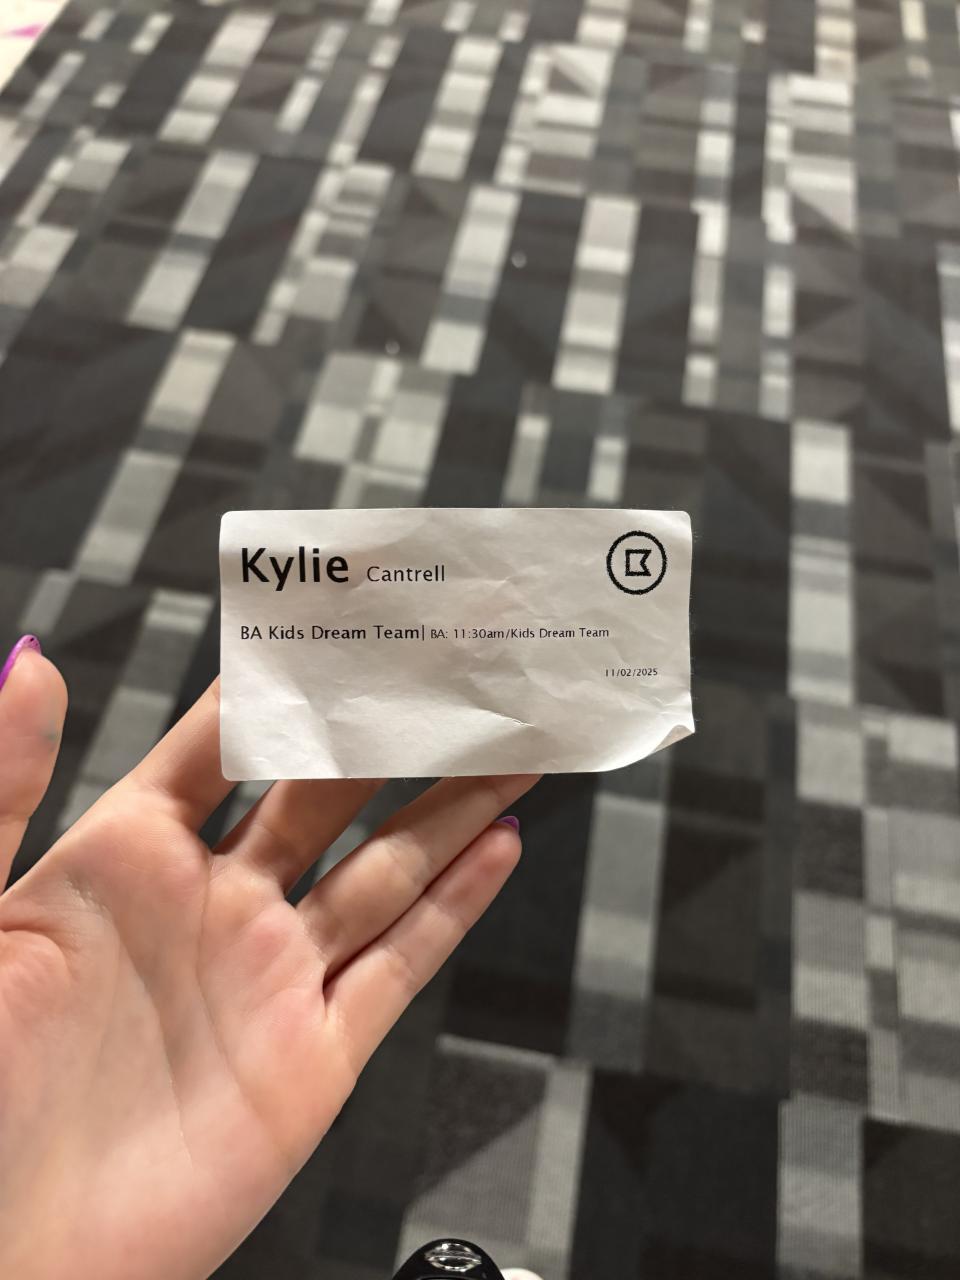 Kylie Cantrell
BA Kids Dream Team| BA: 11:30am/Kids Dream Team
11/02/2025